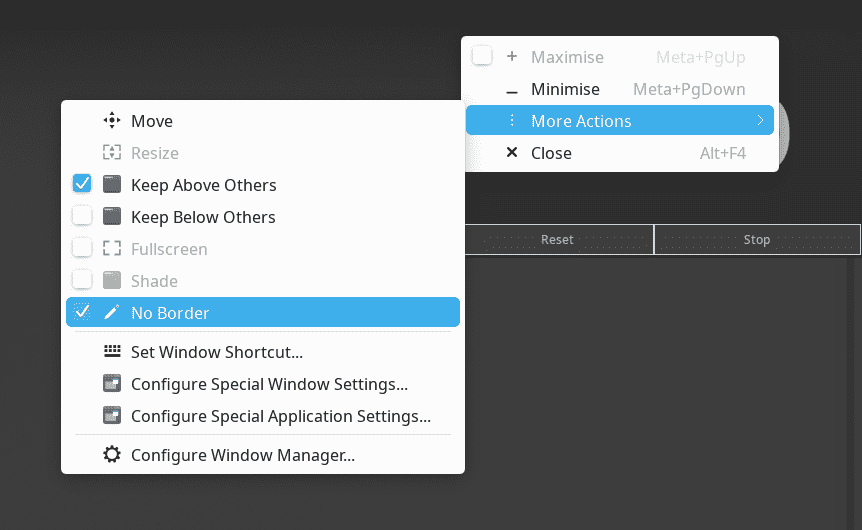 Maximise Meta+PgUp
Minimise Meta+PgDown
More Actions
Close Alt+F4
Move
Resize
Keep Above Others
Keep Below Others
Fullscreen
Shade
No Border
Set Window Shortcut...
Configure Special Window Settings...
Configure Special Application Settings...
Configure Window Manager...
Reset Stop